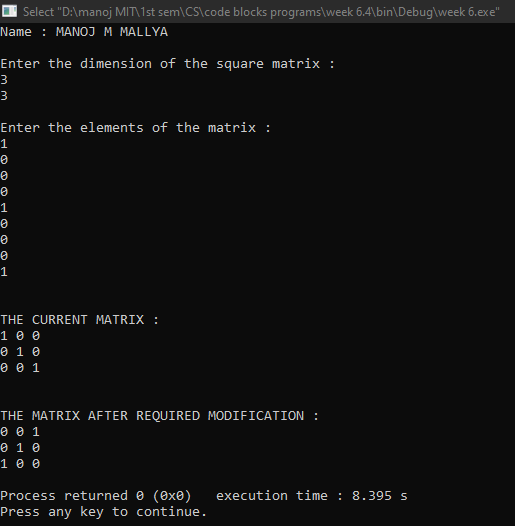 Select "D:\manoj MIT\1st sem\CS\code blocks programs\week 6.4\bin\Debug\week 6.exe"
Name : MANOJ M MALLYA
Enter the dimension of the square matrix :
3
3
Enter the elements of the matrix :
1
0
0
0
1
0
0
0
1
THE CURRENT MATRIX :
1 0 0
0 1 0
0 0 1
THE MATRIX AFTER REQUIRED MODIFICATION :
0 0 1
0 1 0
1 0 0
Process returned 0 (0x0)   execution time : 8.395 s
Press any key to continue.